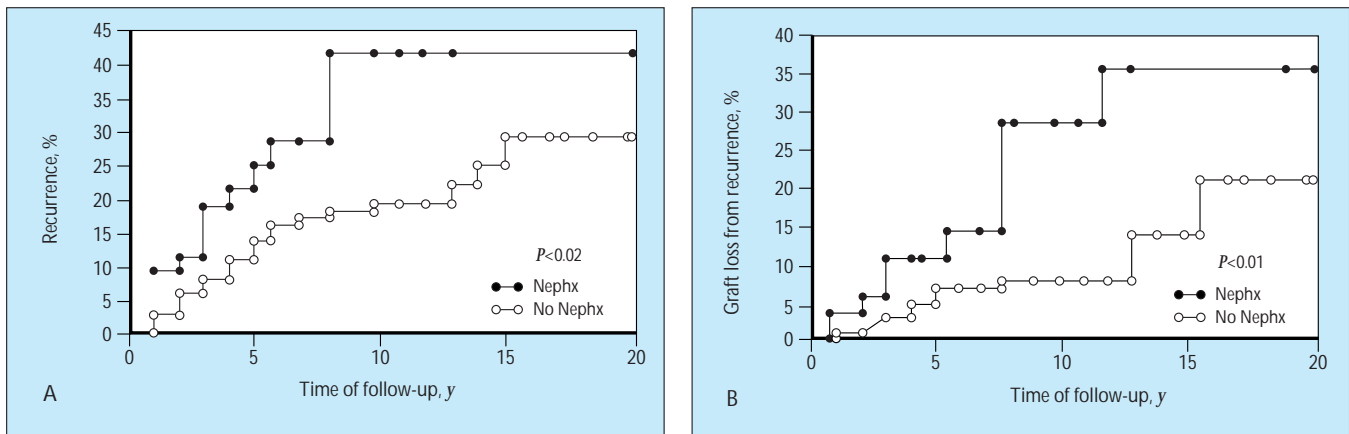 Recurrence, %
45
40
35
30
25
20
15
10
5
0
P<0.02
Nephx
No Nephx
0 5 10 15 20
Time of follow-up, y
A
Graft loss from recurrence, %
40
35
30
25
20
15
10
5
0
P<0.01
Nephx
No Nephx
0 5 10 15 20
Time of follow-up, y
B